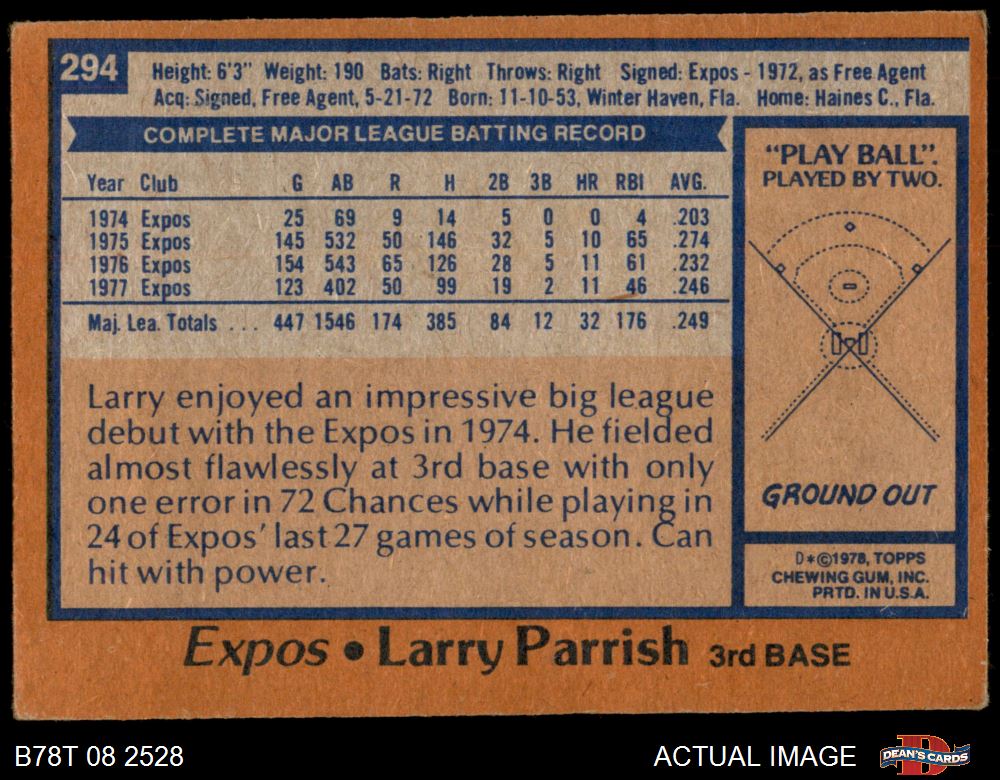 294
Height: 6'3" Weight: 190 Bats: Right Throws: Right Signed: Expos - 1972, as Free Agent
Acq: Signed, Free Agent, 5-21-72 Born: 11-10-53, Winter Haven, Fla. Home: Haines C., Fla.
COMPLETE MAJOR LEAGUE BATTING RECORD
Year Club G AB R H 2B 3B HR RBI AVG.
1974 Expos 25 69 9 14 5 0 0 4 .203
1975 Expos 145 532 50 146 32 5 10 65 .274
1976 Expos 154 543 65 126 28 5 11 61 .232
1977 Expos 123 402 50 99 19 2 11 46 .246
Maj. Lea. Totals . . . 447 1546 174 385 84 12 32 176 .249
Larry enjoyed an impressive big league
debut with the Expos in 1974. He fielded
almost flawlessly at 3rd base with only
one error in 72 Chances while playing in
24 of Expos' last 27 games of season. Can
hit with power.
"PLAY BALL".
PLAYED BY TWO.
GROUND OUT
D*©1978, TOPPS
CHEWING GUM, INC.
PRTD. IN U.S.A.
Expos • Larry Parrish 3rd BASE
B78T 08 2528
ACTUAL IMAGE
DEAN'S CARDS